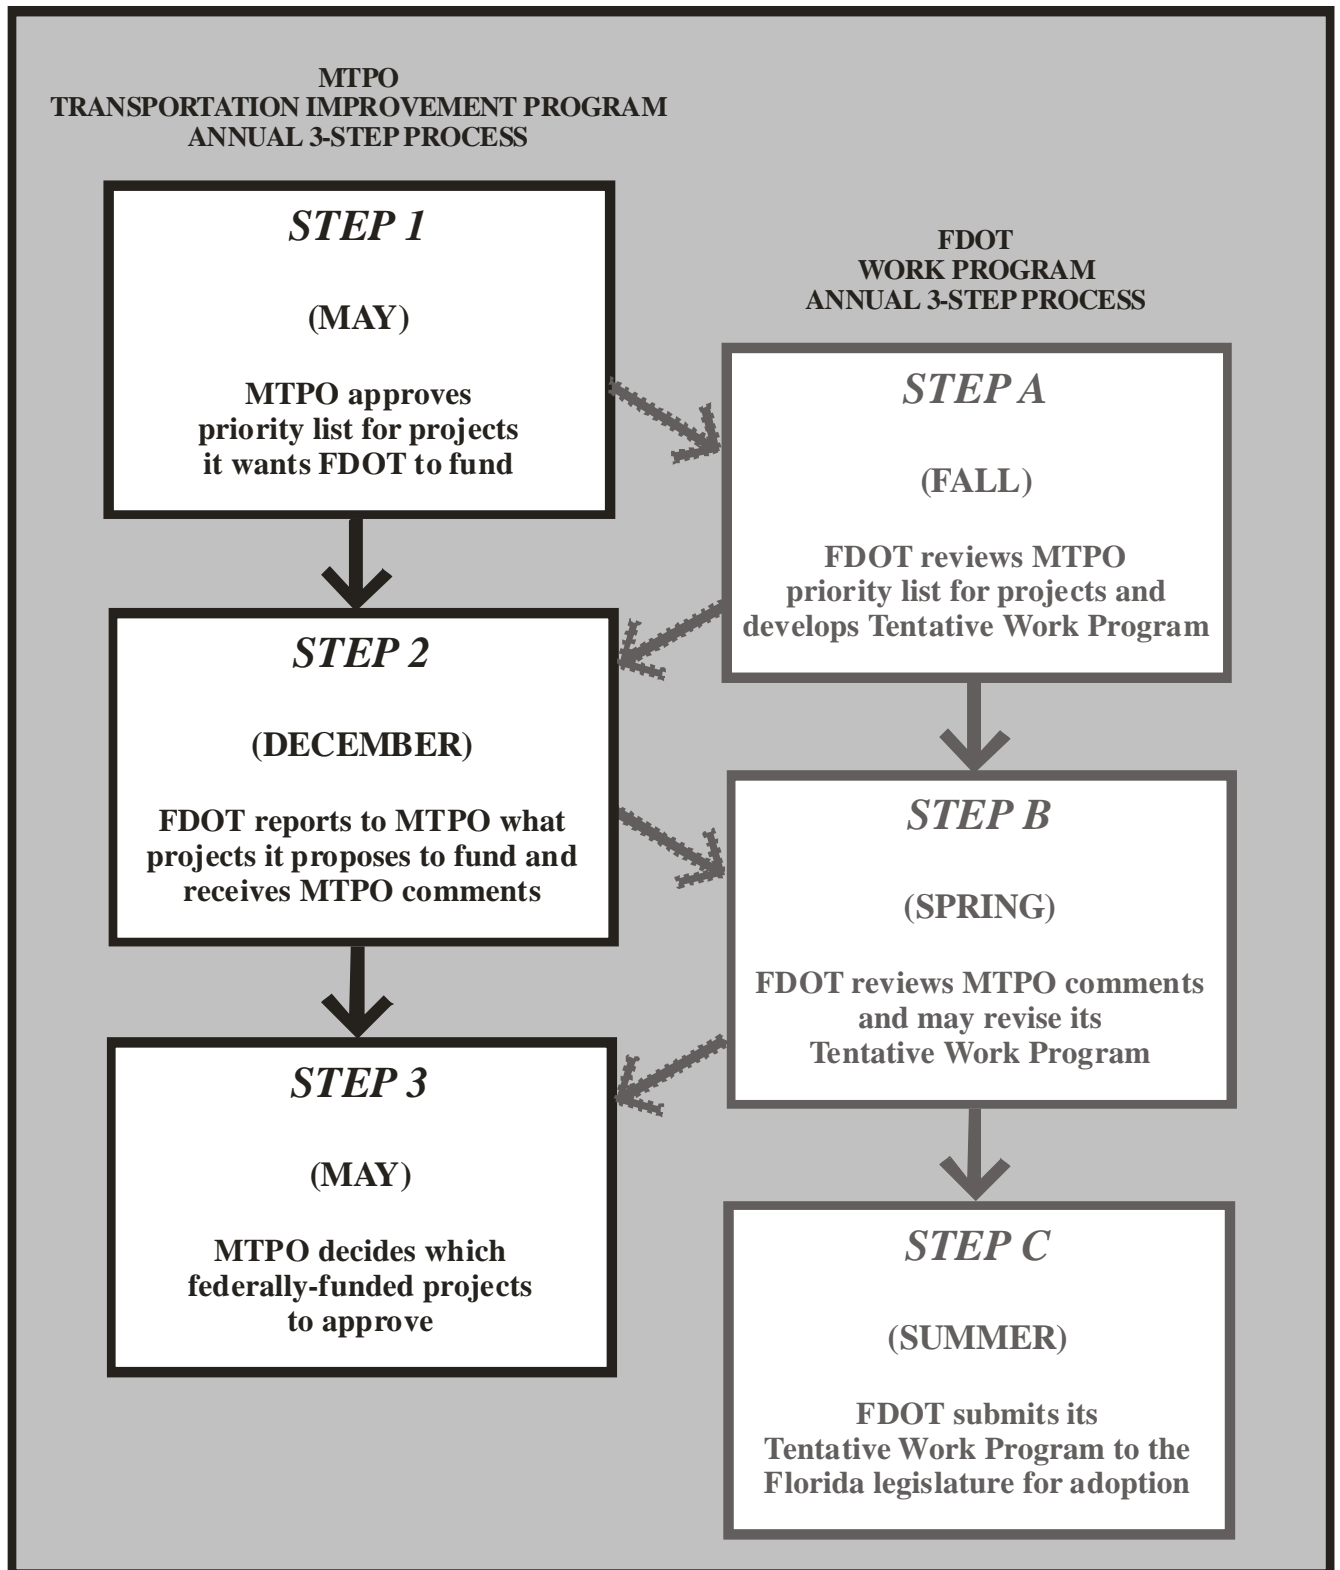 MTPO
TRANSPORTATION IMPROVEMENT PROGRAM
ANNUAL 3-STEP PROCESS
STEP 1
(MAY)
MTPO approves
priority list for projects
it wants FDOT to fund
STEP 2
(DECEMBER)
FDOT reports to MTPO what
projects it proposes to fund and
receives MTPO comments
STEP 3
(MAY)
MTPO decides which
federally-funded projects
to approve
FDOT
WORK PROGRAM
ANNUAL 3-STEP PROCESS
STEP A
(FALL)
FDOT reviews MTPO
priority list for projects and
develops Tentative Work Program
STEP B
(SPRING)
FDOT reviews MTPO comments
and may revise its
Tentative Work Program
STEP C
(SUMMER)
FDOT submits its
Tentative Work Program to the
Florida legislature for adoption